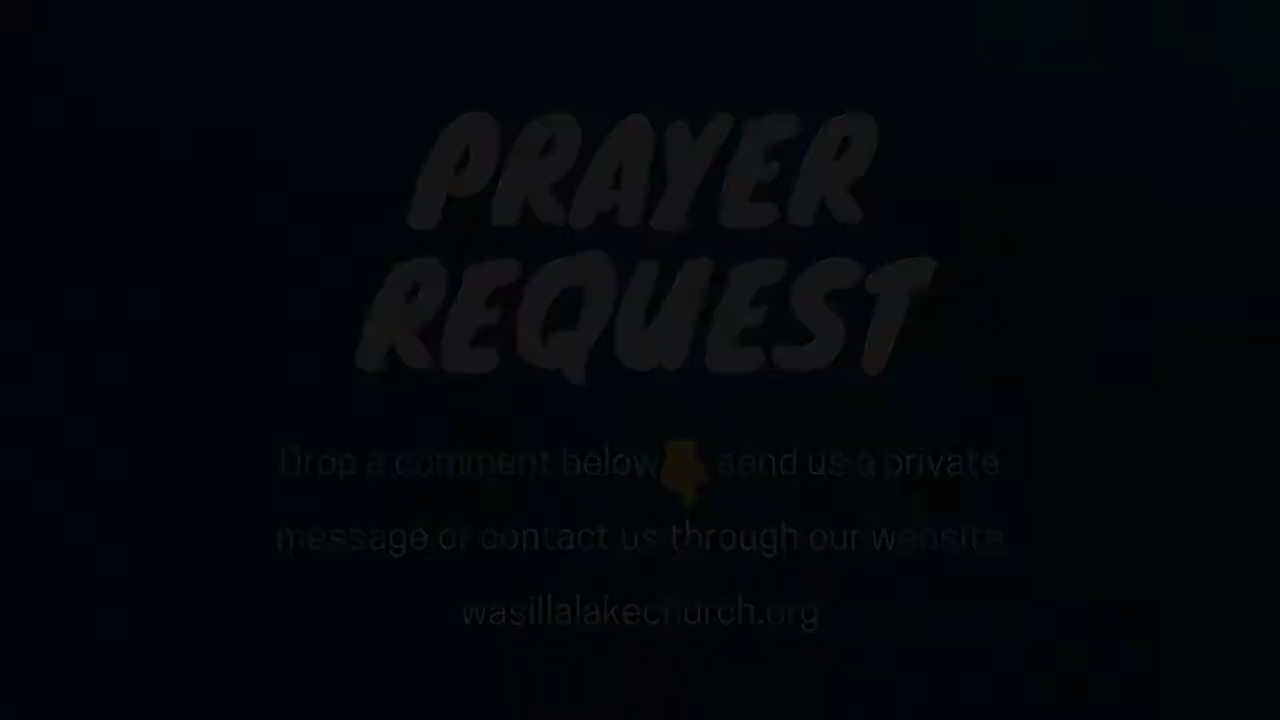 PRAYER
REQUEST
Drop a comment below👇 send us a private
message or contact us through our website
wasillalakechurch.org